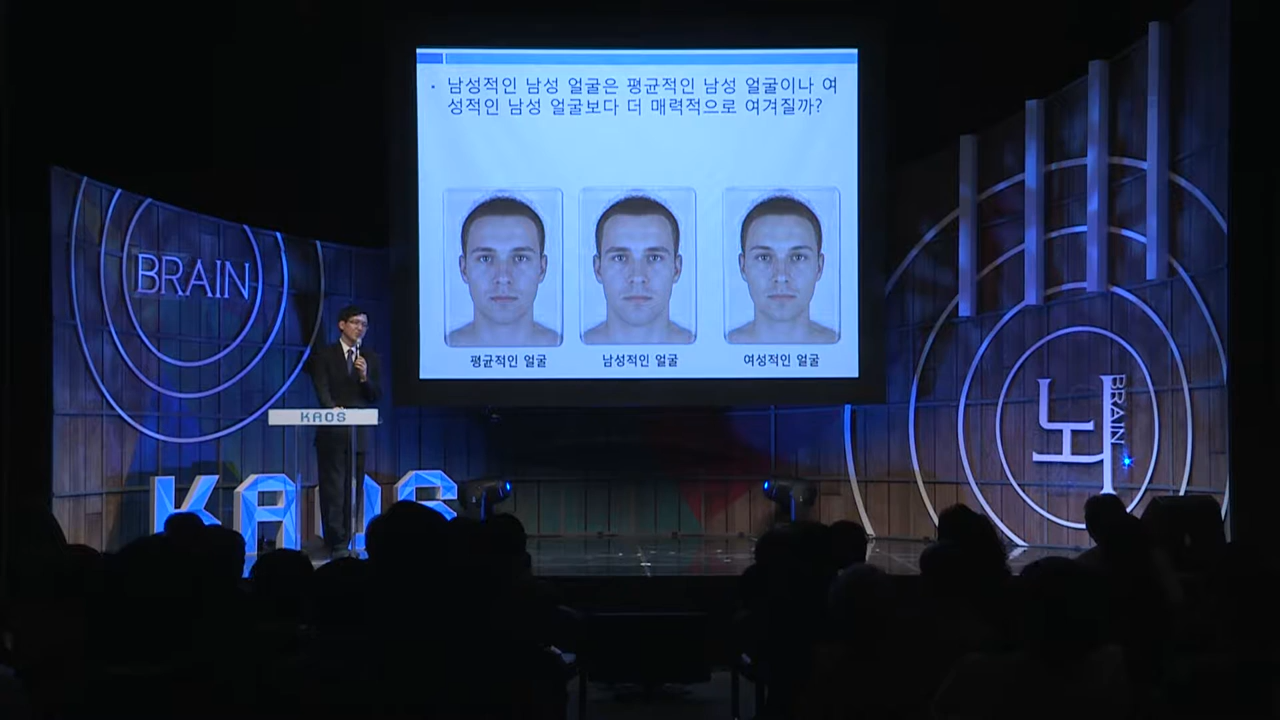 • 남성적인 남성 얼굴은 평균적인 남성 얼굴이나 여
성적인 남성 얼굴보다 더 매력적으로 여겨질까?
평균적인 얼굴
남성적인 얼굴
여성적인 얼굴
BRAIN
KAOS
KAOS
뇌
BRAIN